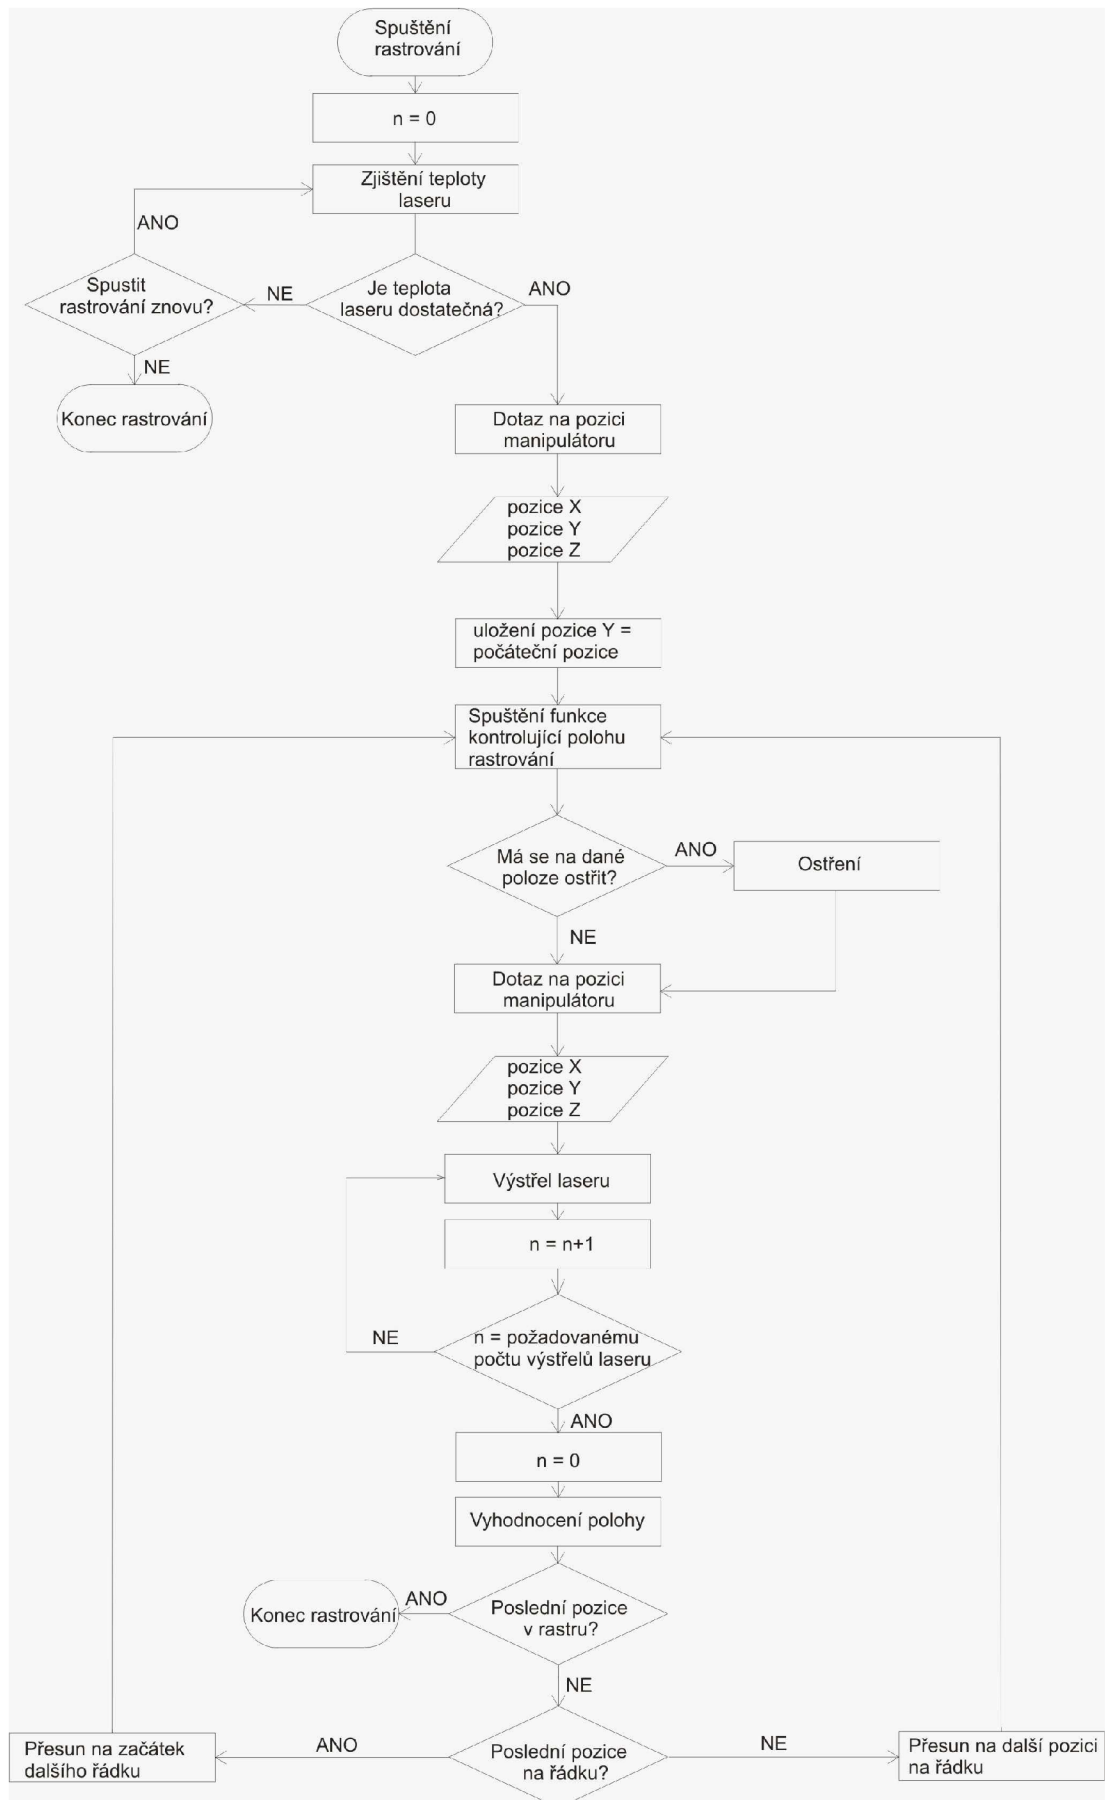 Spuštění
rastrování
n = 0
Zjištění teploty
laseru
ANO
Spustit
rastrování znovu?
NE
Je teplota
laseru dostatečná?
ANO
NE
Konec rastrování
Dotaz na pozici
manipulátoru
pozice X
pozice Y
pozice Z
uložení pozice Y =
počáteční pozice
Spuštění funkce
kontrolující polohu
rastrování
Má se na dané
poloze ostřit?
ANO
Ostření
NE
Dotaz na pozici
manipulátoru
pozice X
pozice Y
pozice Z
Výstřel laseru
n = n+1
NE
n = požadovanému
počtu výstřelů laseru
ANO
n = 0
Vyhodnocení polohy
Konec rastrování
ANO
Poslední pozice
v rastru?
NE
Přesun na začátek
dalšího řádku
ANO
Poslední pozice
na řádku?
NE
Přesun na další pozici
na řádku